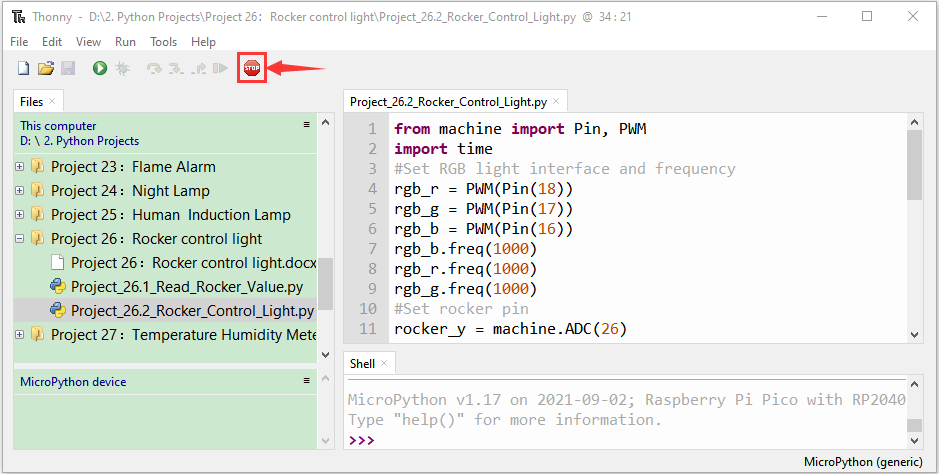 Thonny - D:\2. Python Projects\Project 26：Rocker control light\Project_26.2_Rocker_Control_Light.py @ 34 : 21
File Edit View Run Tools Help
STOP
Files ×
This computer ≡
D: \ 2. Python Projects
Project 23：Flame Alarm
Project 24：Night Lamp
Project 25：Human Induction Lamp
Project 26：Rocker control light
Project 26：Rocker control light.docx
Project_26.1_Read_Rocker_Value.py
Project_26.2_Rocker_Control_Light.py
Project 27：Temperature Humidity Mete
MicroPython device ≡
Project_26.2_Rocker_Control_Light.py ×
1 from machine import Pin, PWM
2 import time
3 #Set RGB light interface and frequency
4 rgb_r = PWM(Pin(18))
5 rgb_g = PWM(Pin(17))
6 rgb_b = PWM(Pin(16))
7 rgb_b.freq(1000)
8 rgb_r.freq(1000)
9 rgb_g.freq(1000)
10 #Set rocker pin
11 rocker_y = machine.ADC(26)
Shell ×
MicroPython v1.17 on 2021-09-02; Raspberry Pi Pico with RP2040
Type "help()" for more information.
>>>
MicroPython (generic)